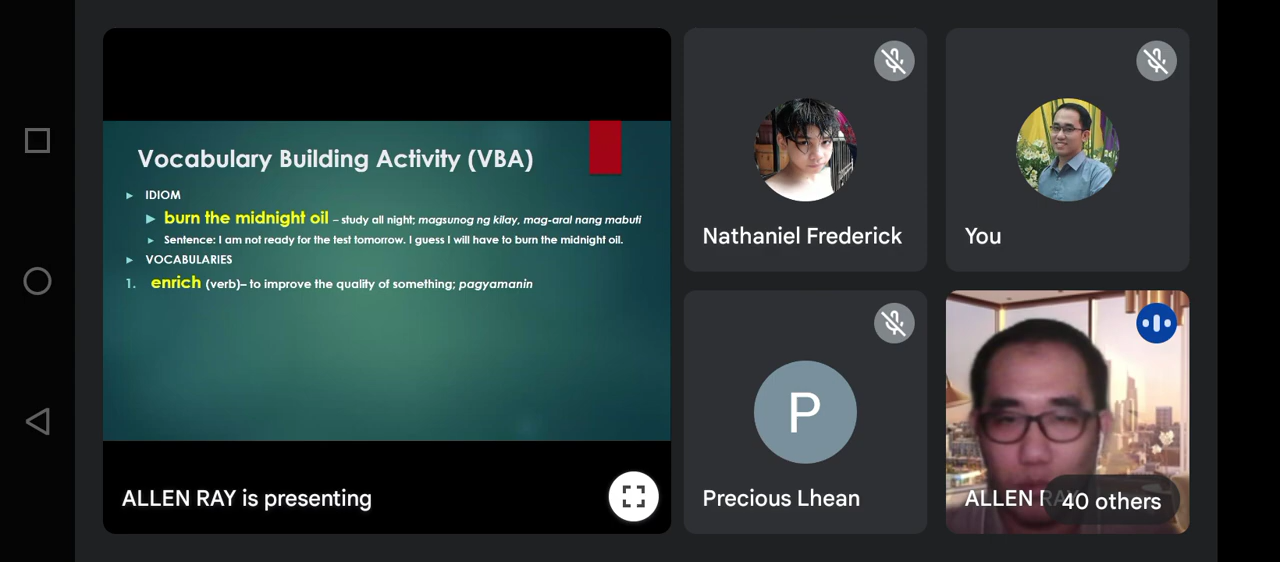 Vocabulary Building Activity (VBA)
IDIOM
burn the midnight oil – study all night; magsunog ng kilay, mag-aral nang mabuti
Sentence: I am not ready for the test tomorrow. I guess I will have to burn the midnight oil.
VOCABULARIES
1. enrich (verb)– to improve the quality of something; pagyamanin
ALLEN RAY is presenting
Nathaniel Frederick
You
P
Precious Lhean
ALLEN RA
40 others